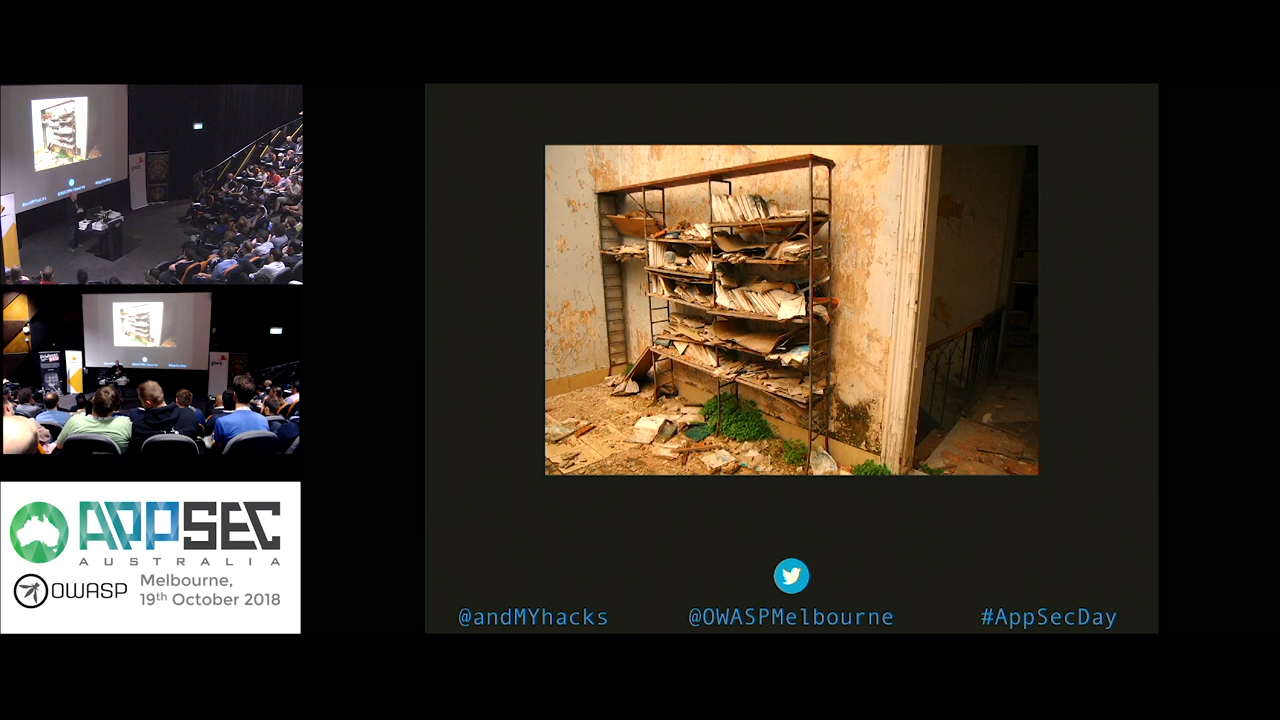 APPSEC
AUSTRALIA
OWASP
Melbourne,
19th October 2018
@andMYhacks
@OWASPMelbourne
#AppSecDay